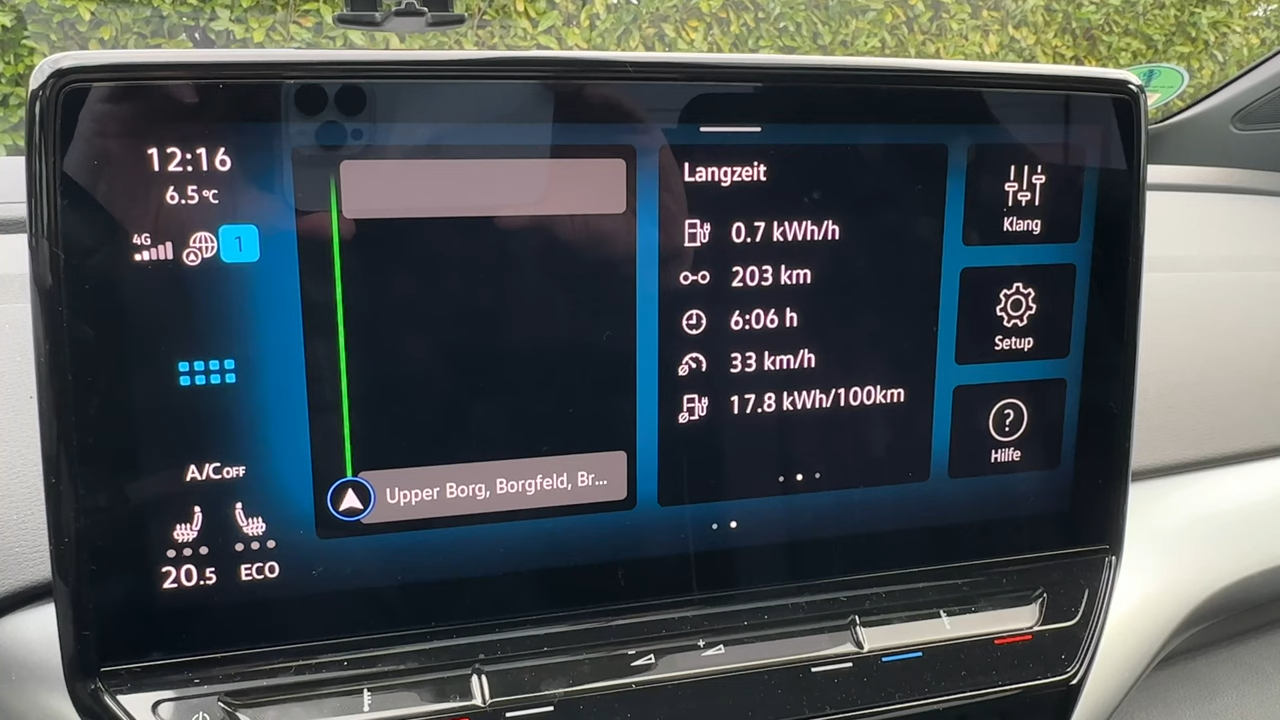 12:16
6.5°C
4G
1
A/C OFF
20.5 ECO
Upper Borg, Borgfeld, Br...
Langzeit
0.7 kWh/h
203 km
6:06 h
33 km/h
17.8 kWh/100km
Klang
Setup
Hilfe
- +